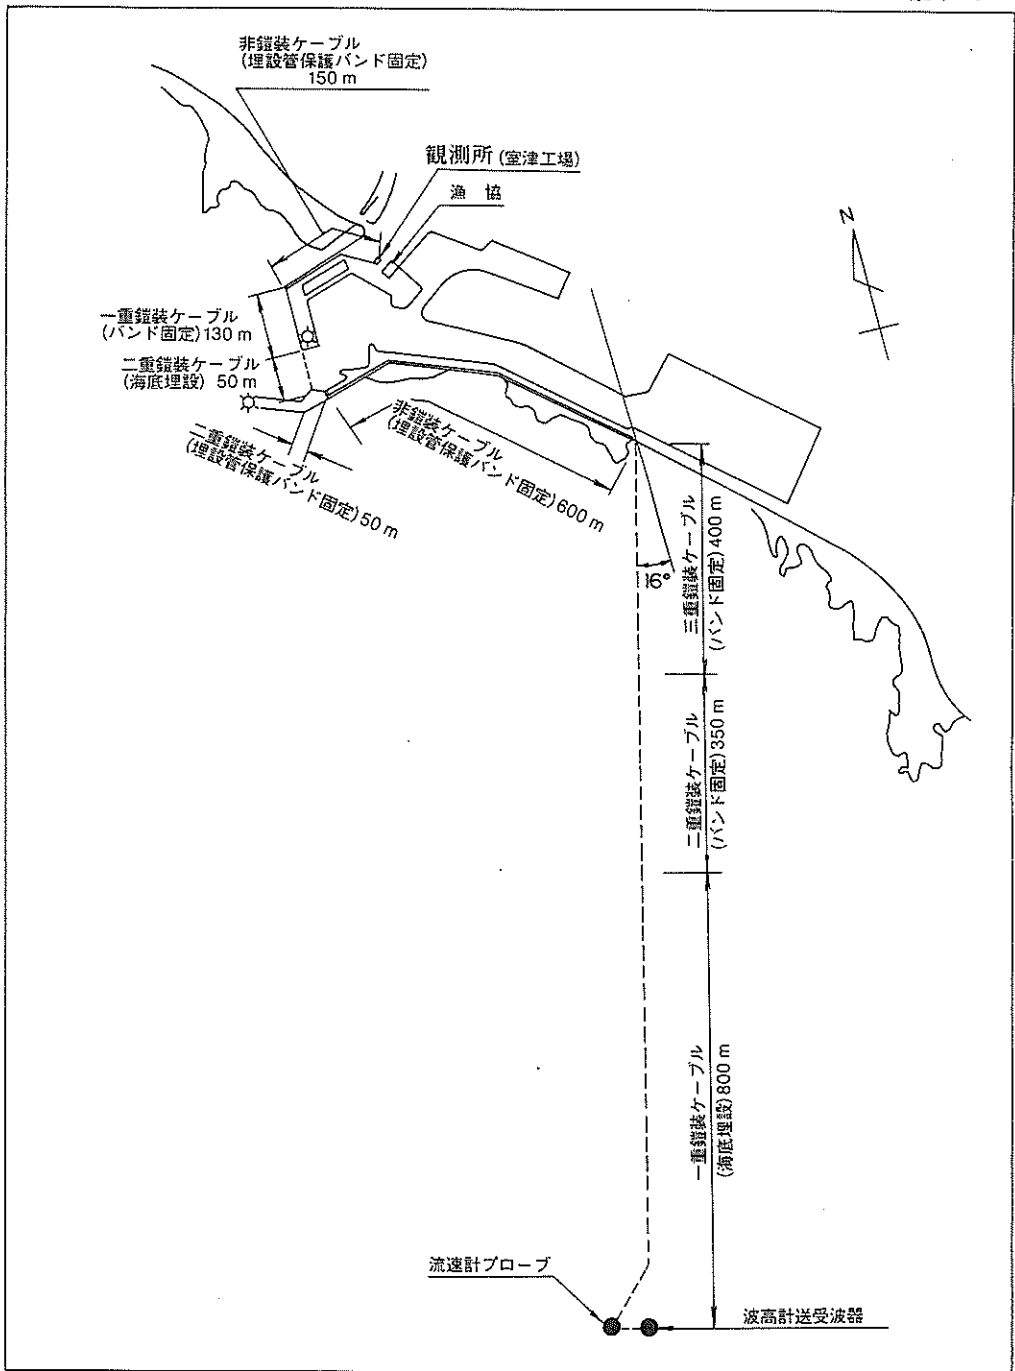 非鎧装ケーブル
(埋設管保護バンド固定)
150 m
観測所 (室津工場)
漁 協
N
一重鎧装ケーブル
(バンド固定) 130 m
二重鎧装ケーブル
(海底埋設) 50 m
二重鎧装ケーブル
(埋設管保護バンド固定) 50 m
非鎧装ケーブル
(埋設管保護バンド固定) 600 m
16°
三重鎧装ケーブル
(バンド固定) 400 m
二重鎧装ケーブル
(バンド固定) 350 m
一重鎧装ケーブル
(海底埋設) 800 m
流速計プローブ
波高計送受波器